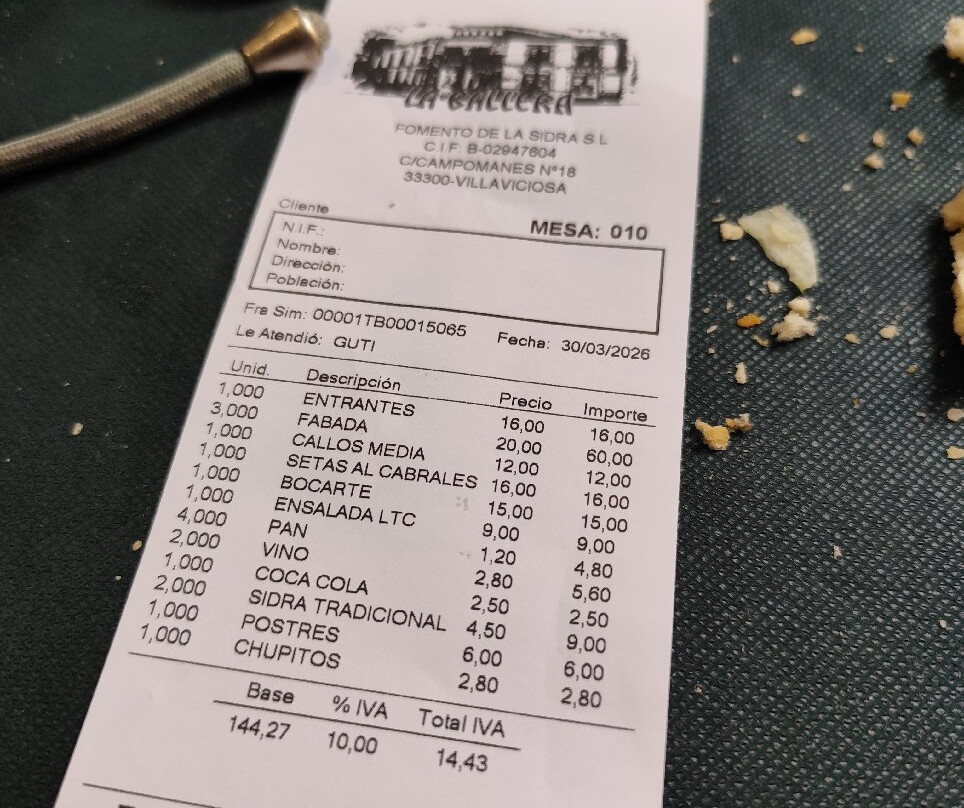 LA BALLERA
FOMENTO DE LA SIDRA S.L
C.I.F: B-02947604
C/CAMPOMANES Nº18
33300-VILLAVICIOSA
Cliente
MESA: 010
N.I.F.:
Nombre:
Dirección:
Población:
Fra Sim: 00001TB00015065 Fecha: 30/03/2026
Le Atendió: GUTI
Unid. Descripción Precio Importe
1,000 ENTRANTES 16,00 16,00
3,000 FABADA 20,00 60,00
1,000 CALLOS MEDIA 12,00 12,00
1,000 SETAS AL CABRALES 16,00 16,00
1,000 BOCARTE 15,00 15,00
1,000 ENSALADA LTC 9,00 9,00
4,000 PAN 1,20 4,80
2,000 VINO 2,80 5,60
1,000 COCA COLA 2,50 2,50
2,000 SIDRA TRADICIONAL 4,50 9,00
1,000 POSTRES 6,00 6,00
1,000 CHUPITOS 2,80 2,80
Base % IVA Total IVA
144,27 10,00 14,43